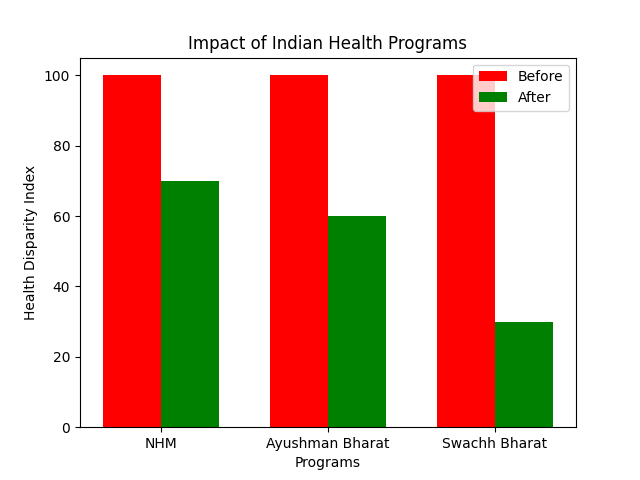 Impact of Indian Health Programs
Before
After
Health Disparity Index
100
80
60
40
20
0
NHM
Ayushman Bharat
Swachh Bharat
Programs